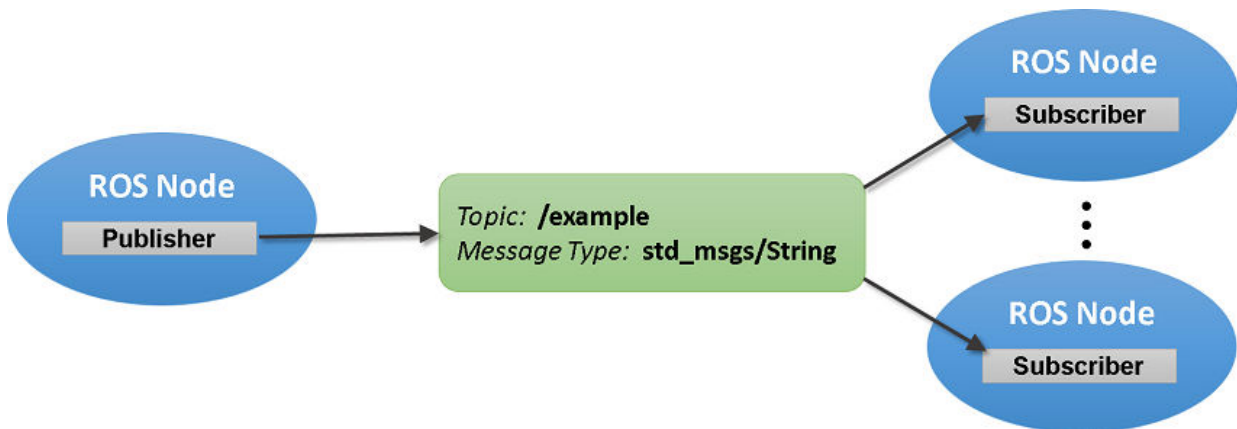 ROS Node
Publisher
Topic: /example
Message Type: std_msgs/String
ROS Node
Subscriber
ROS Node
Subscriber